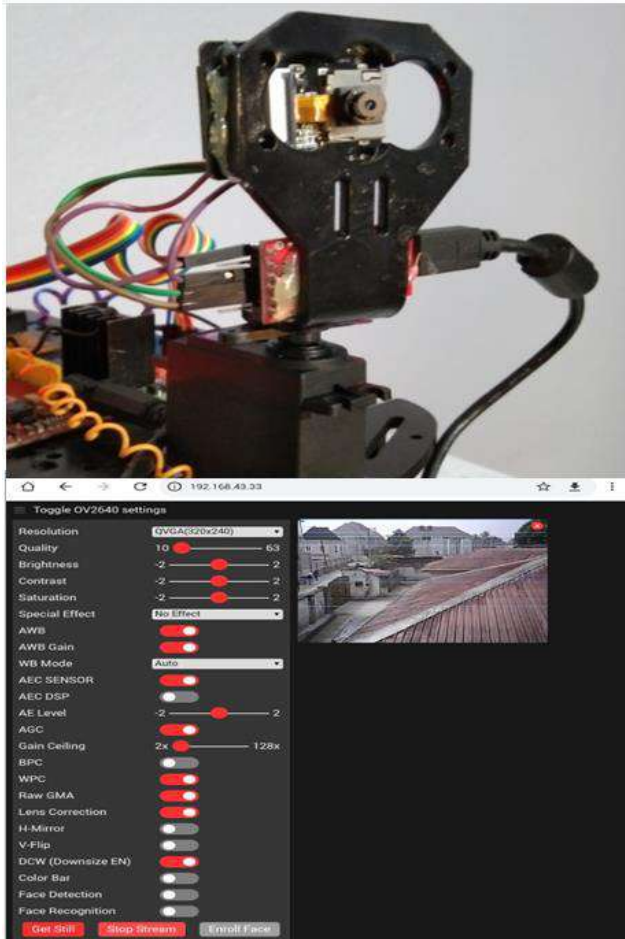 192.168.43.33
Toggle OV2640 settings
Resolution QVGA(320x240)
Quality 10 63
Brightness -2 2
Contrast -2 2
Saturation -2 2
Special Effect No Effect
AWB
AWB Gain
WB Mode Auto
AEC SENSOR
AEC DSP
AE Level -2 2
AGC
Gain Ceiling 2x 128x
BPC
WPC
Raw GMA
Lens Correction
H-Mirror
V-Flip
DCW (Downsize EN)
Color Bar
Face Detection
Face Recognition
Get Still Stop Stream Enroll Face